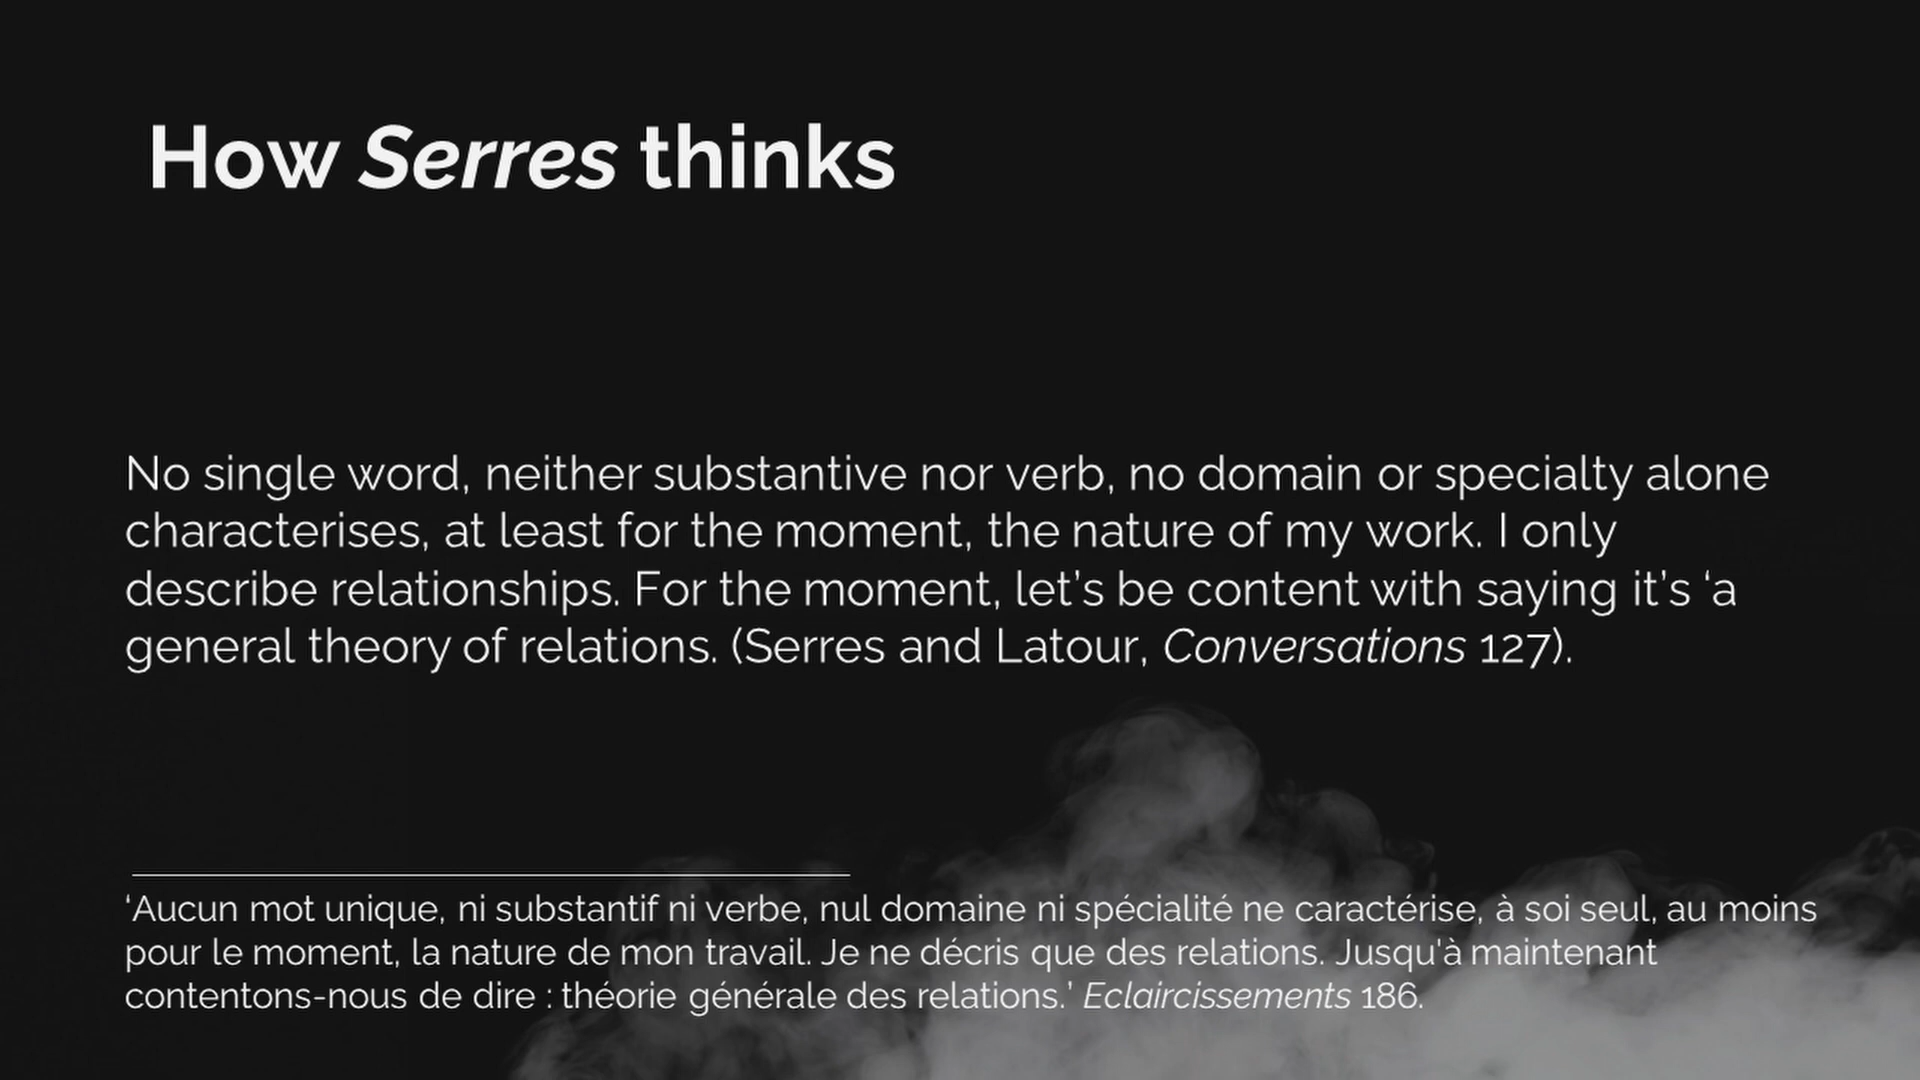 How Serres thinks
No single word, neither substantive nor verb, no domain or specialty alone
characterises, at least for the moment, the nature of my work. I only
describe relationships. For the moment, let’s be content with saying it’s ‘a
general theory of relations. (Serres and Latour, Conversations 127).
‘Aucun mot unique, ni substantif ni verbe, nul domaine ni spécialité ne caractérise, à soi seul, au moins
pour le moment, la nature de mon travail. Je ne décris que des relations. Jusqu'à maintenant
contentons-nous de dire : théorie générale des relations.’ Eclaircissements 186.